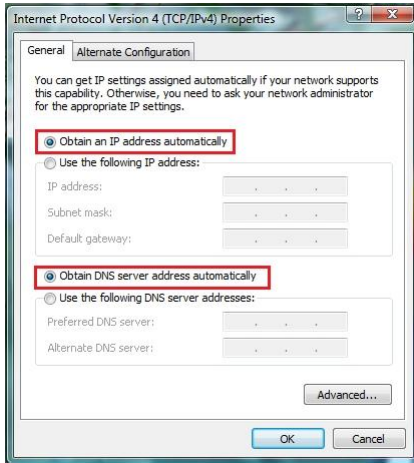 Internet Protocol Version 4 (TCP/IPv4) Properties
General
Alternate Configuration
You can get IP settings assigned automatically if your network supports
this capability. Otherwise, you need to ask your network administrator
for the appropriate IP settings.
Obtain an IP address automatically
Use the following IP address:
IP address:
Subnet mask:
Default gateway:
Obtain DNS server address automatically
Use the following DNS server addresses:
Preferred DNS server:
Alternate DNS server:
Advanced...
OK
Cancel